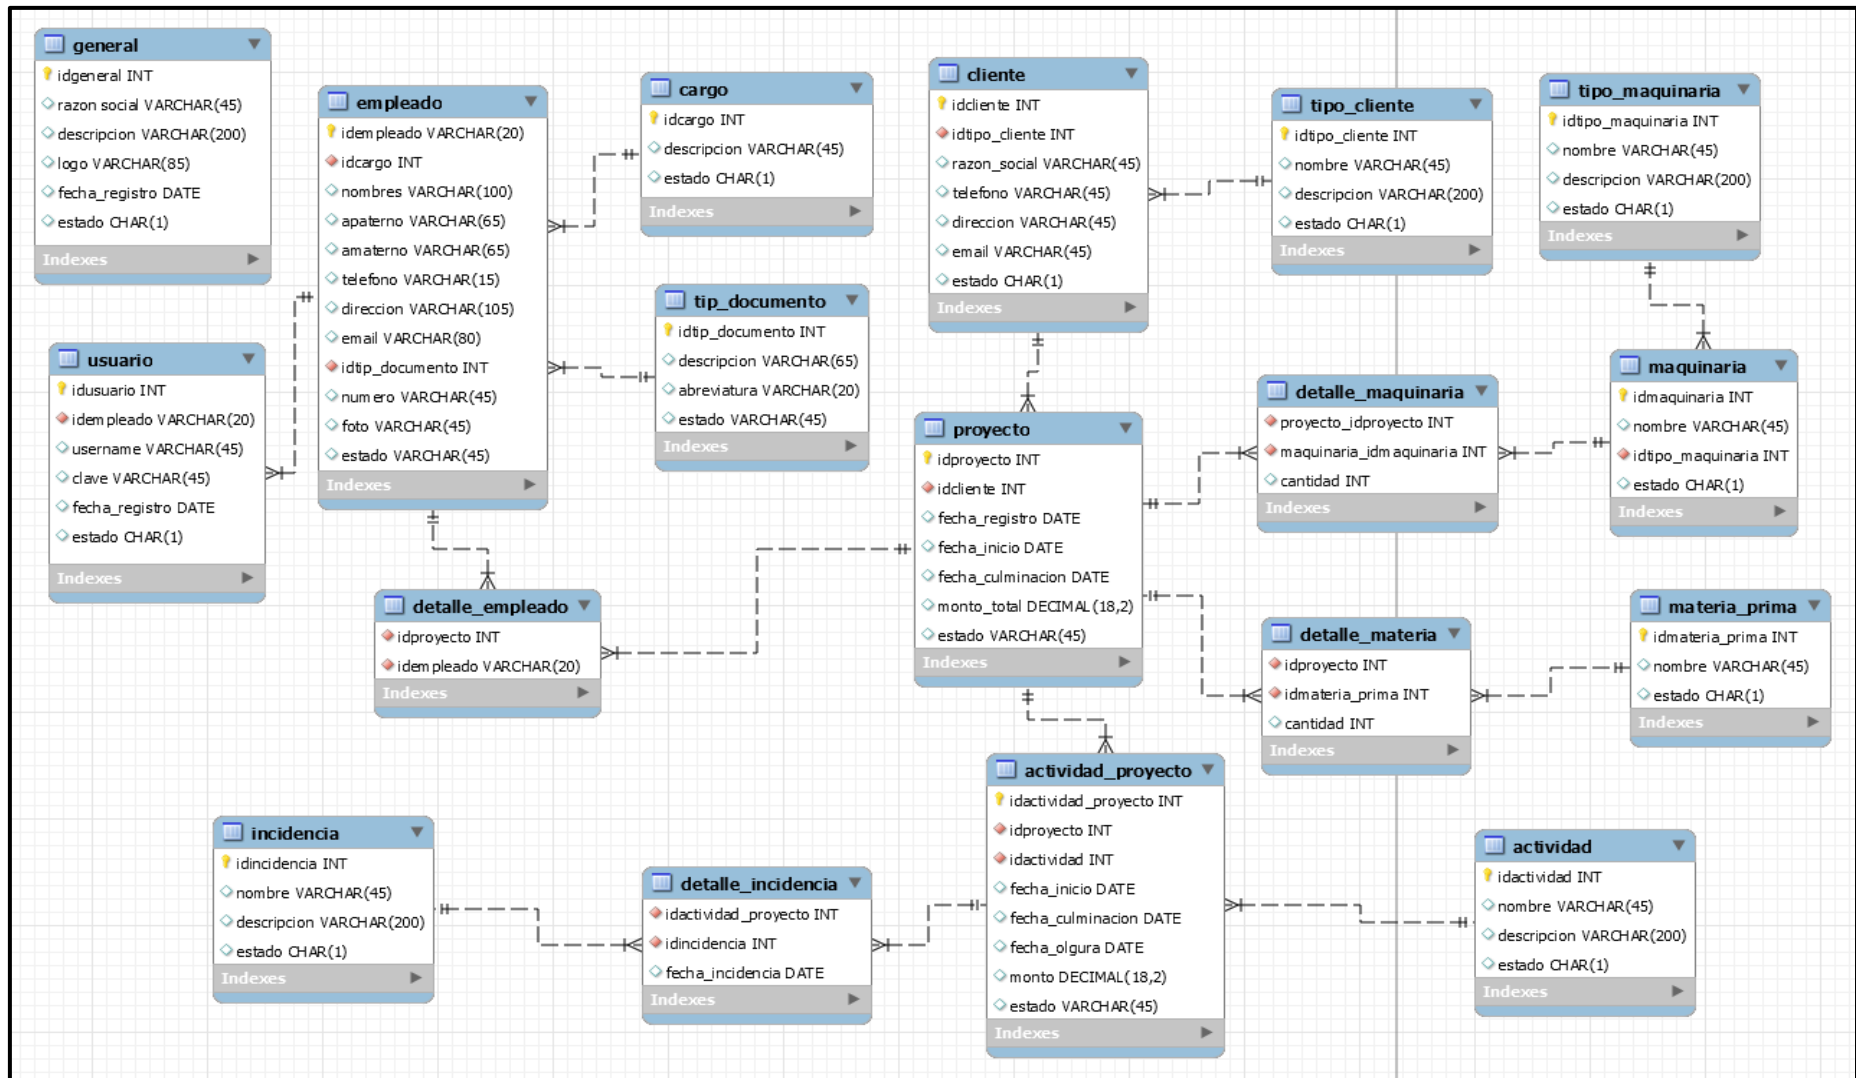 general
idgeneral INT
razon social VARCHAR(45)
descripcion VARCHAR(200)
logo VARCHAR(85)
fecha_registro DATE
estado CHAR(1)
Indexes
empleado
idempleado VARCHAR(20)
idcargo INT
nombres VARCHAR(100)
apaterno VARCHAR(65)
amaterno VARCHAR(65)
telefono VARCHAR(15)
direccion VARCHAR(105)
email VARCHAR(80)
idtip_documento INT
numero VARCHAR(45)
foto VARCHAR(45)
estado VARCHAR(45)
Indexes
cargo
idcargo INT
descripcion VARCHAR(45)
estado CHAR(1)
Indexes
cliente
idcliente INT
idtipo_cliente INT
razon_social VARCHAR(45)
telefono VARCHAR(45)
direccion VARCHAR(45)
email VARCHAR(45)
estado CHAR(1)
Indexes
tipo_cliente
idtipo_cliente INT
nombre VARCHAR(45)
descripcion VARCHAR(200)
estado CHAR(1)
Indexes
tipo_maquinaria
idtipo_maquinaria INT
nombre VARCHAR(45)
descripcion VARCHAR(200)
estado CHAR(1)
Indexes
usuario
idusuario INT
idempleado VARCHAR(20)
username VARCHAR(45)
clave VARCHAR(45)
fecha_registro DATE
estado CHAR(1)
Indexes
tip_documento
idtip_documento INT
descripcion VARCHAR(65)
abreviatura VARCHAR(20)
estado VARCHAR(45)
Indexes
proyecto
idproyecto INT
idcliente INT
fecha_registro DATE
fecha_inicio DATE
fecha_culminacion DATE
monto_total DECIMAL(18,2)
estado VARCHAR(45)
Indexes
detalle_maquinaria
proyecto_idproyecto INT
maquinaria_idmaquinaria INT
cantidad INT
Indexes
maquinaria
idmaquinaria INT
nombre VARCHAR(45)
idtipo_maquinaria INT
estado CHAR(1)
Indexes
detalle_empleado
idproyecto INT
idempleado VARCHAR(20)
Indexes
detalle_materia
idproyecto INT
idmateria_prima INT
cantidad INT
Indexes
materia_prima
idmateria_prima INT
nombre VARCHAR(45)
estado CHAR(1)
Indexes
incidencia
idincidencia INT
nombre VARCHAR(45)
descripcion VARCHAR(200)
estado CHAR(1)
Indexes
detalle_incidencia
idactividad_proyecto INT
idincidencia INT
fecha_incidencia DATE
Indexes
actividad_proyecto
idactividad_proyecto INT
idproyecto INT
idactividad INT
fecha_inicio DATE
fecha_culminacion DATE
fecha_olgura DATE
monto DECIMAL(18,2)
estado VARCHAR(45)
Indexes
actividad
idactividad INT
nombre VARCHAR(45)
descripcion VARCHAR(200)
estado CHAR(1)
Indexes